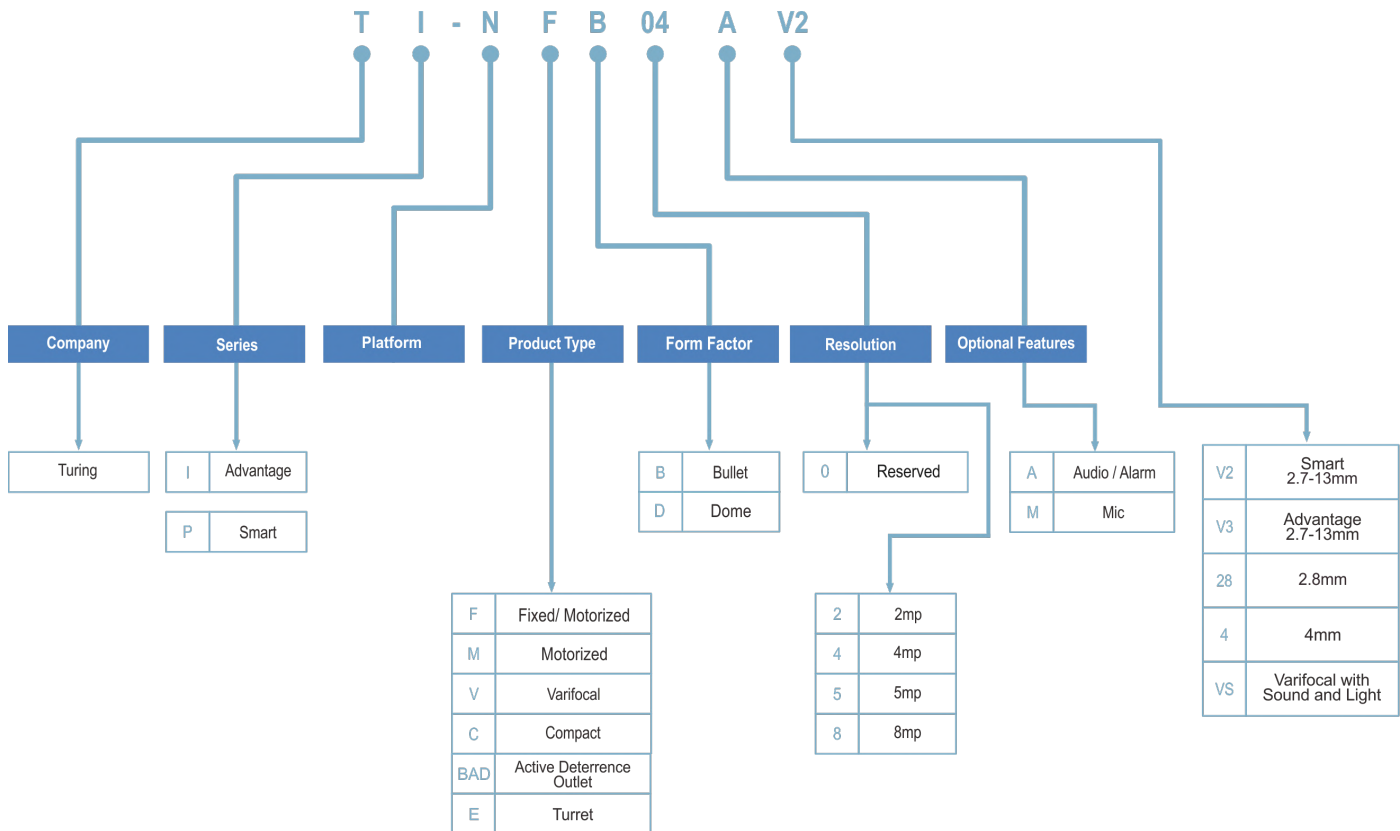 T I - N F B 04 A V2
Company
Series
Platform
Product Type
Form Factor
Resolution
Optional Features
Turing
I Advantage
P Smart
F Fixed/ Motorized
M Motorized
V Varifocal
C Compact
BAD Active Deterrence
Outlet
E Turret
B Bullet
D Dome
0 Reserved
2 2mp
4 4mp
5 5mp
8 8mp
A Audio / Alarm
M Mic
V2 Smart
2.7-13mm
V3 Advantage
2.7-13mm
28 2.8mm
4 4mm
VS Varifocal with
Sound and Light